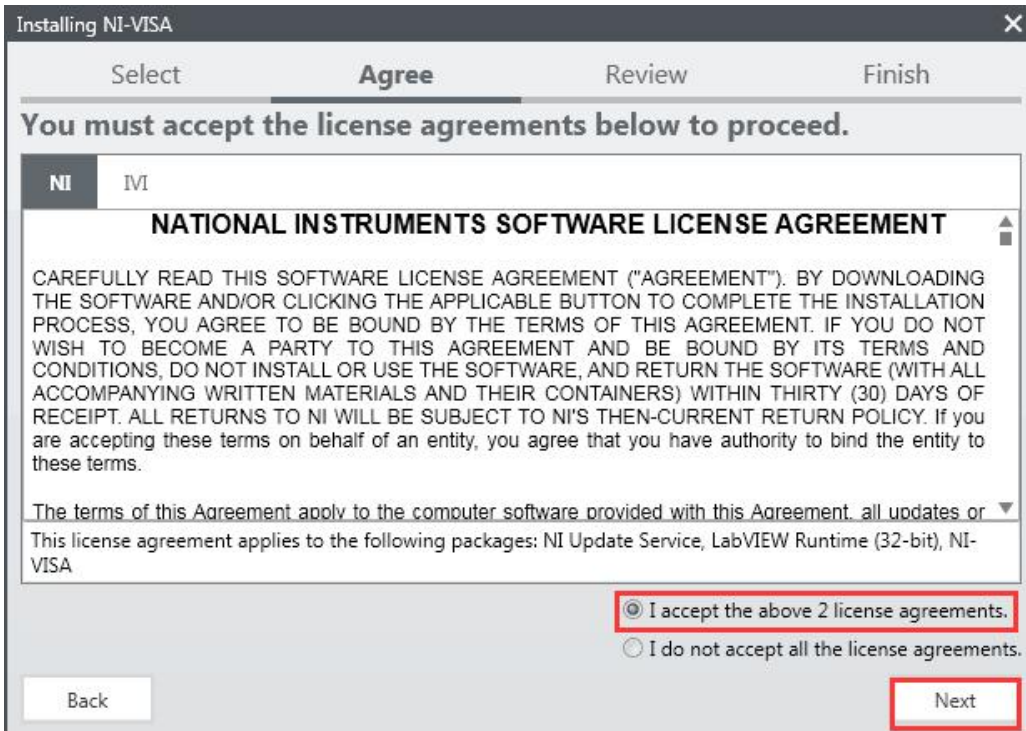 Installing NI-VISA
Select Agree Review Finish
You must accept the license agreements below to proceed.
NI IVI
NATIONAL INSTRUMENTS SOFTWARE LICENSE AGREEMENT
CAREFULLY READ THIS SOFTWARE LICENSE AGREEMENT ("AGREEMENT"). BY DOWNLOADING
THE SOFTWARE AND/OR CLICKING THE APPLICABLE BUTTON TO COMPLETE THE INSTALLATION
PROCESS, YOU AGREE TO BE BOUND BY THE TERMS OF THIS AGREEMENT. IF YOU DO NOT
WISH TO BECOME A PARTY TO THIS AGREEMENT AND BE BOUND BY ITS TERMS AND
CONDITIONS, DO NOT INSTALL OR USE THE SOFTWARE, AND RETURN THE SOFTWARE (WITH ALL
ACCOMPANYING WRITTEN MATERIALS AND THEIR CONTAINERS) WITHIN THIRTY (30) DAYS OF
RECEIPT. ALL RETURNS TO NI WILL BE SUBJECT TO NI'S THEN-CURRENT RETURN POLICY. If you
are accepting these terms on behalf of an entity, you agree that you have authority to bind the entity to
these terms.
The terms of this Agreement apply to the computer software provided with this Agreement, all updates or
This license agreement applies to the following packages: NI Update Service, LabVIEW Runtime (32-bit), NI-
VISA
I accept the above 2 license agreements.
I do not accept all the license agreements.
Back Next